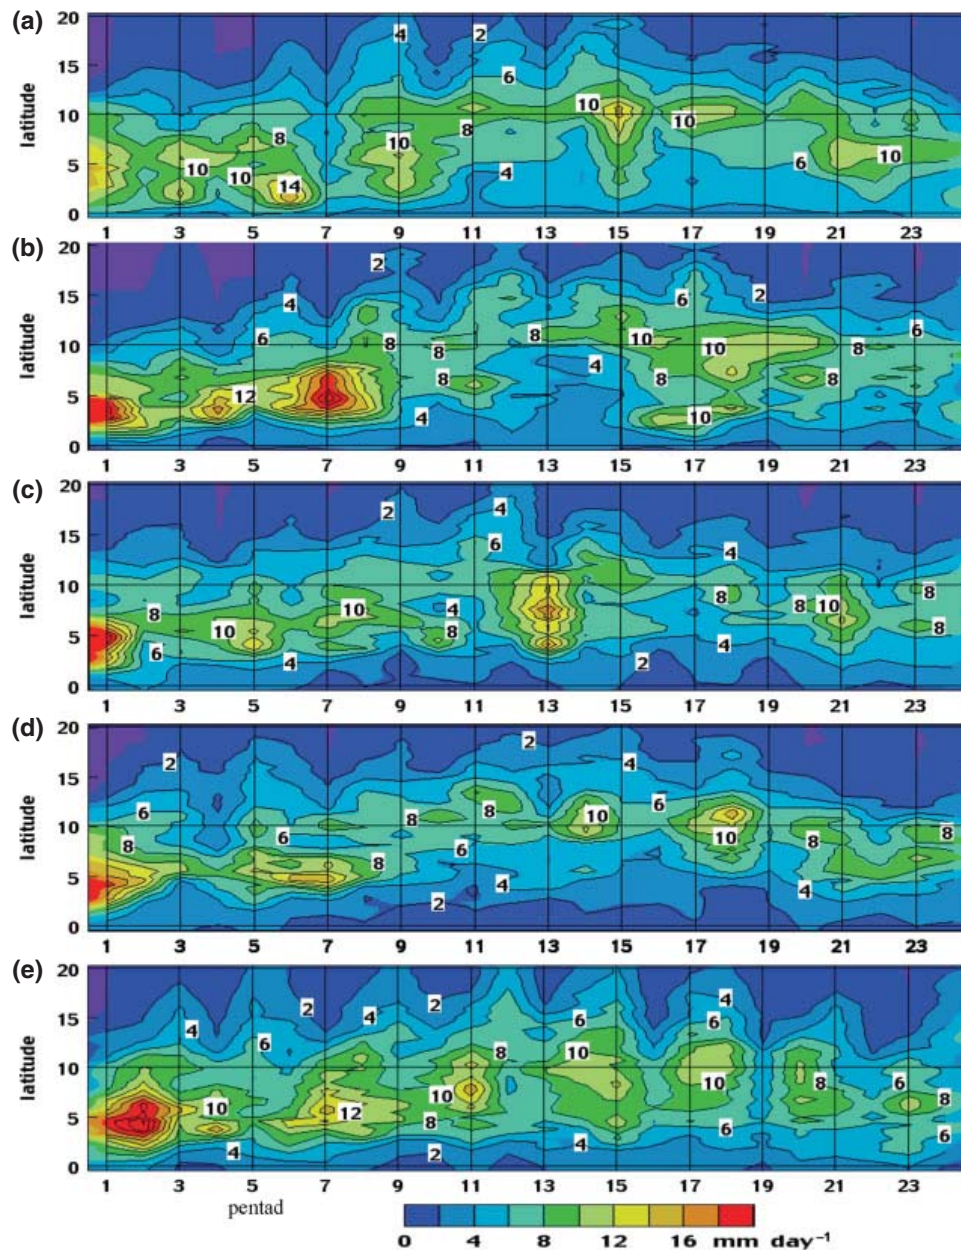 (a)
20
15
10
5
0
latitude
4 2
6
10
8
8 10 8 10
10 10 6 10
14 4
1 3 5 7 9 11 13 15 17 19 21 23
(b)
20
15
10
5
0
latitude
2
4 6 2
6 8 8 8 10 10 8 6
8 4 8 8
12 4 10
1 3 5 7 9 11 13 15 17 19 21 23
(c)
20
15
10
5
0
latitude
2 4
6 4
8 10 4 8 8 10 8
10 8 8
6 4 2 4
1 3 5 7 9 11 13 15 17 19 21 23
(d)
20
15
10
5
0
latitude
2 2 4
6 8 8 10 6
8 6 8 6 10 8 8
4 4
2
1 3 5 7 9 11 13 15 17 19 21 23
(e)
20
15
10
5
0
latitude
2 2 4
4 6 4 6 6
8 10
10 12 10 10 8 6 8
8 6 6
4 2 4
1 3 5 7 9 11 13 15 17 19 21 23
pentad
0 4 8 12 16 mm day⁻¹